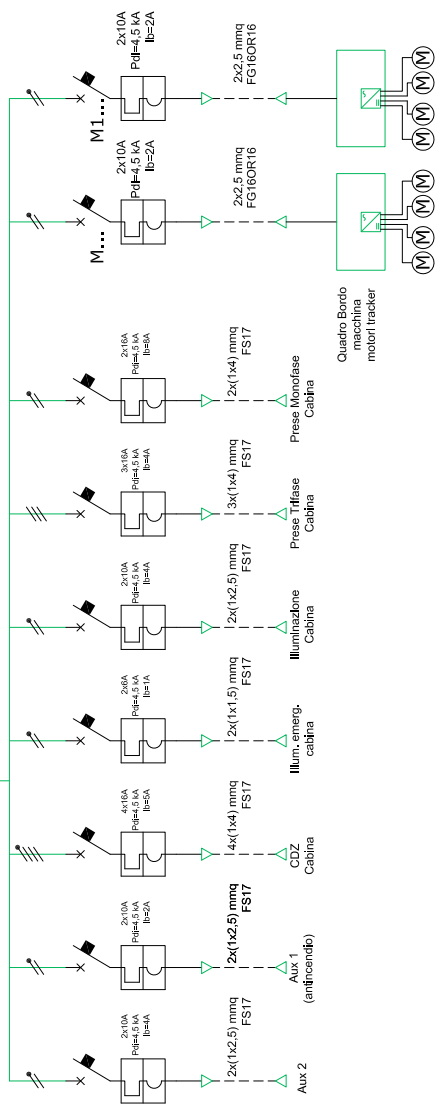 2x10A
Pdi=4,5 kA
Ib=4A
2x(1x2,5) mmq
FS17
Aux 2
2x10A
Pdi=4,5 kA
Ib=2A
2x(1x2,5) mmq
FS17
Aux 1
(antincendio)
4x16A
Pdi=4,5 kA
Ib=5A
4x(1x4) mmq
FS17
CDZ
Cabina
2x6A
Pdi=4,5 kA
Ib=1A
2x(1x1,5) mmq
FS17
Illum. emerg.
cabina
2x10A
Pdi=4,5 kA
Ib=4A
2x(1x2,5) mmq
FS17
Illuminazione
Cabina
3x16A
Pdi=4,5 kA
Ib=4A
3x(1x4) mmq
FS17
Prese Trifase
Cabina
2x16A
Pdi=4,5 kA
Ib=8A
2x(1x4) mmq
FS17
Prese Monofase
Cabina
M...
2x10A
PdI=4,5 kA
Ib=2A
2x2,5 mmq
FG16OR16
Quadro Bordo
macchina
motori tracker
M
M
M
M
M1...
2x10A
PdI=4,5 kA
Ib=2A
2x2,5 mmq
FG16OR16
M
M
M
M